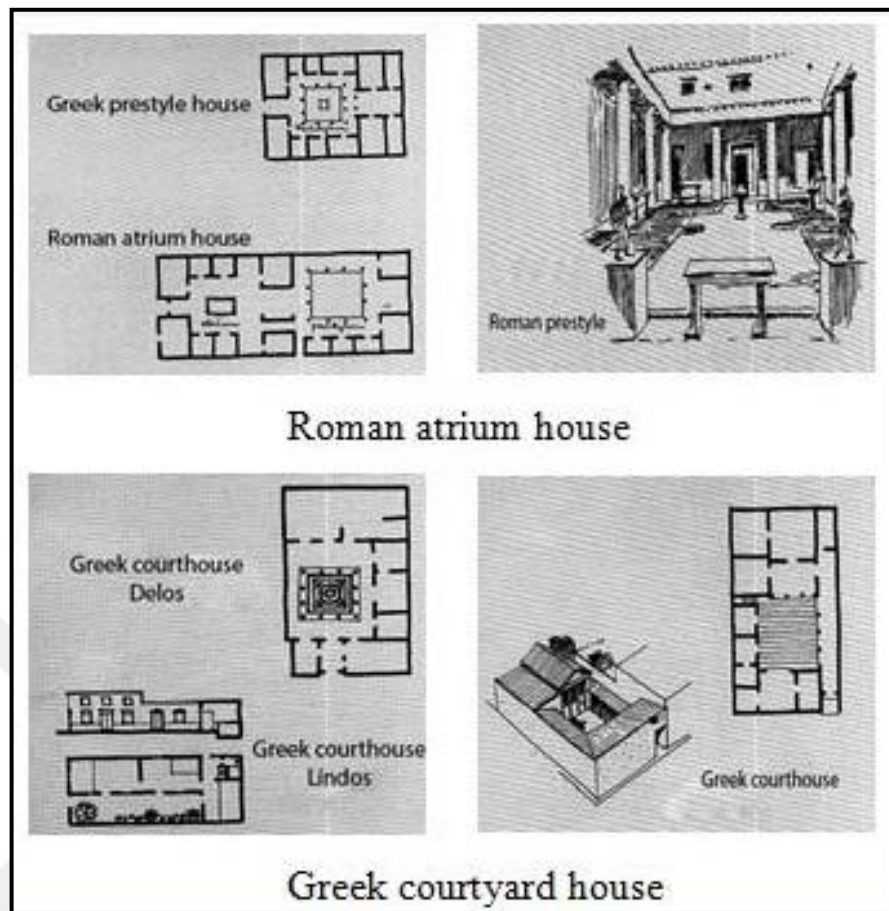 Greek prestyle house
Roman atrium house
Roman prestyle
Roman atrium house
Greek courthouse
Delos
Greek courthouse
Lindos
Greek courthouse
Greek courtyard house